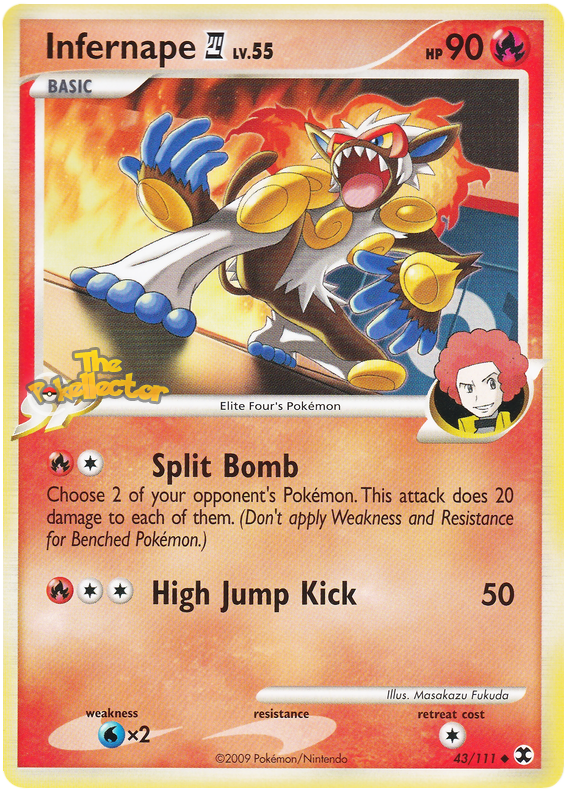 Infernape 4 LV.55 HP 90
BASIC
The
Pokellector
Elite Four's Pokémon
Split Bomb
Choose 2 of your opponent's Pokémon. This attack does 20
damage to each of them. (Don't apply Weakness and Resistance
for Benched Pokémon.)
High Jump Kick 50
Illus. Masakazu Fukuda
weakness resistance retreat cost
×2
©2009 Pokémon/Nintendo
43/111